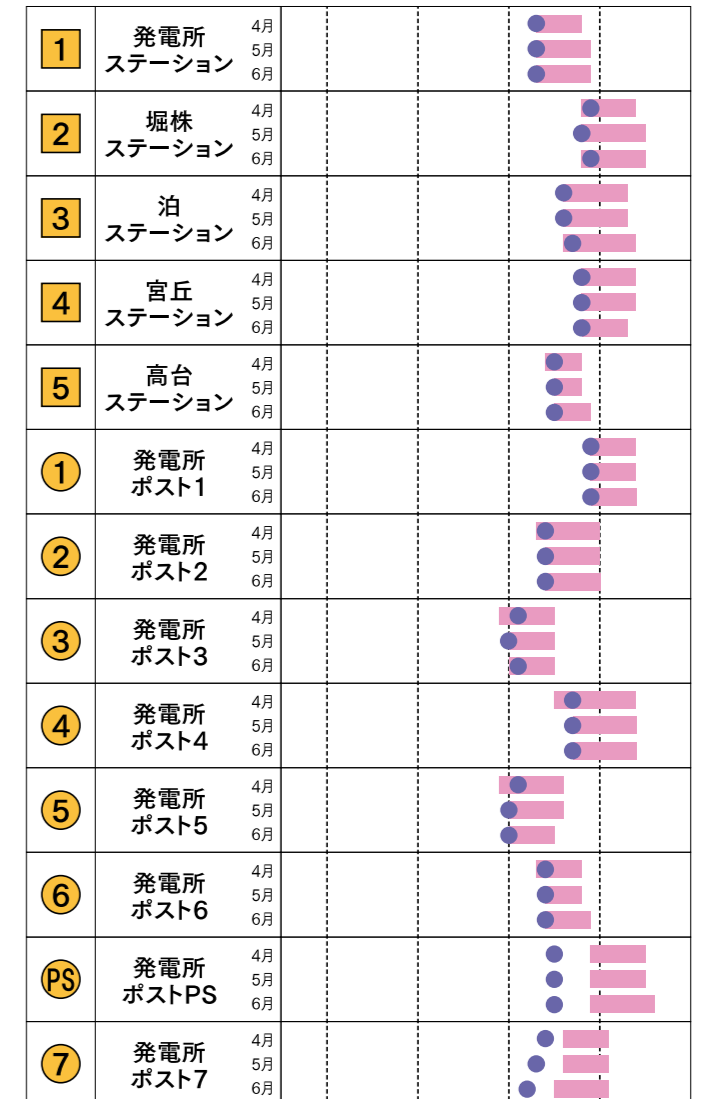 1
発電所
ステーション
4月
5月
6月
2
堀株
ステーション
4月
5月
6月
3
泊
ステーション
4月
5月
6月
4
宮丘
ステーション
4月
5月
6月
5
高台
ステーション
4月
5月
6月
1
発電所
ポスト1
4月
5月
6月
2
発電所
ポスト2
4月
5月
6月
3
発電所
ポスト3
4月
5月
6月
4
発電所
ポスト4
4月
5月
6月
5
発電所
ポスト5
4月
5月
6月
6
発電所
ポスト6
4月
5月
6月
PS
発電所
ポストPS
4月
5月
6月
7
発電所
ポスト7
4月
5月
6月